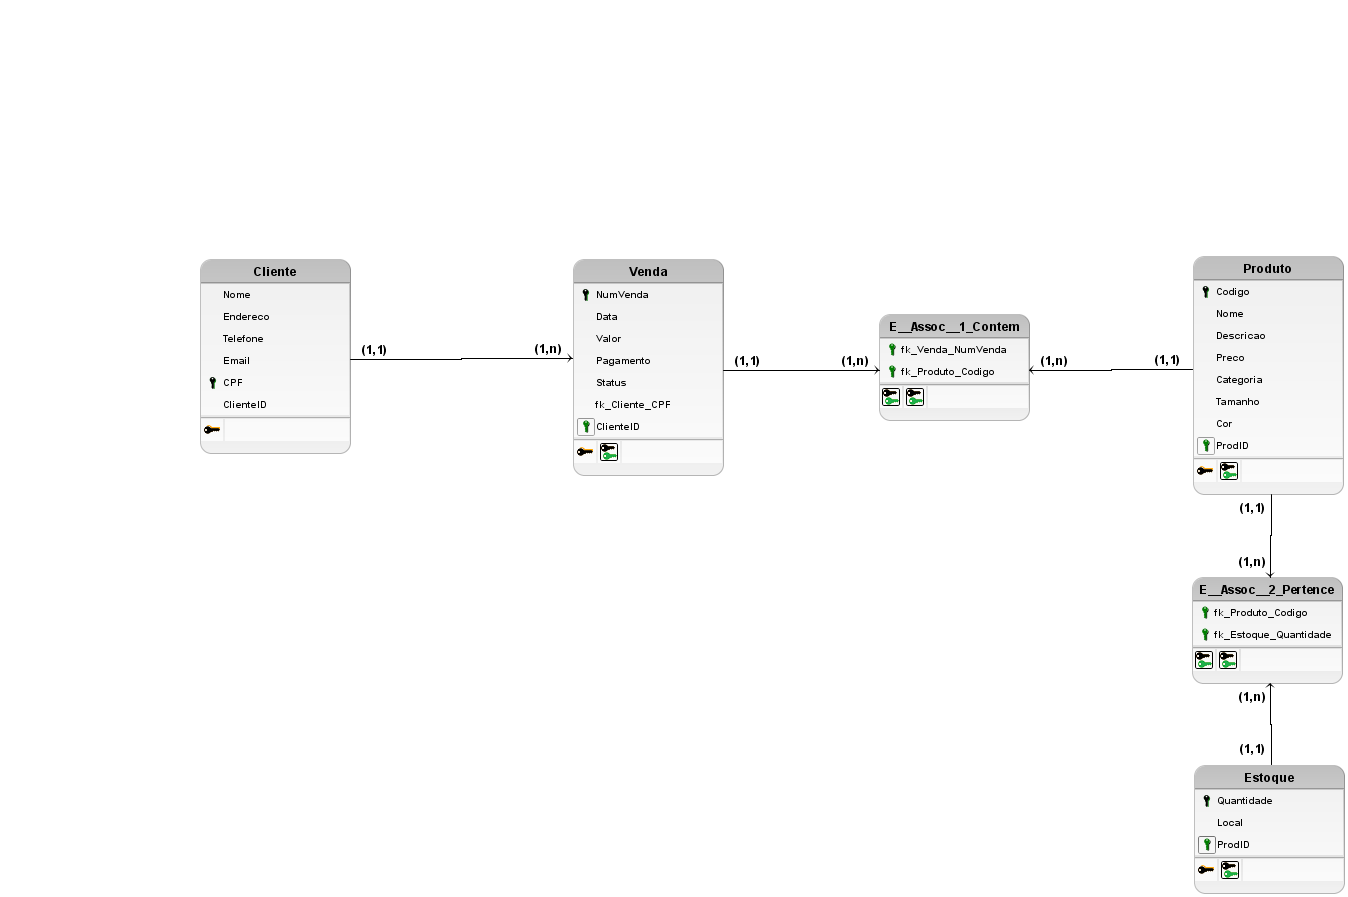 Cliente
Nome
Endereco
Telefone
Email
CPF
ClienteID
(1,1)
(1,n)
Venda
NumVenda
Data
Valor
Pagamento
Status
fk_Cliente_CPF
ClienteID
(1,1)
(1,n)
E__Assoc__1_Contem
fk_Venda_NumVenda
fk_Produto_Codigo
(1,n)
(1,1)
Produto
Codigo
Nome
Descricao
Preco
Categoria
Tamanho
Cor
ProdID
(1,1)
(1,n)
E__Assoc__2_Pertence
fk_Produto_Codigo
fk_Estoque_Quantidade
(1,n)
(1,1)
Estoque
Quantidade
Local
ProdID